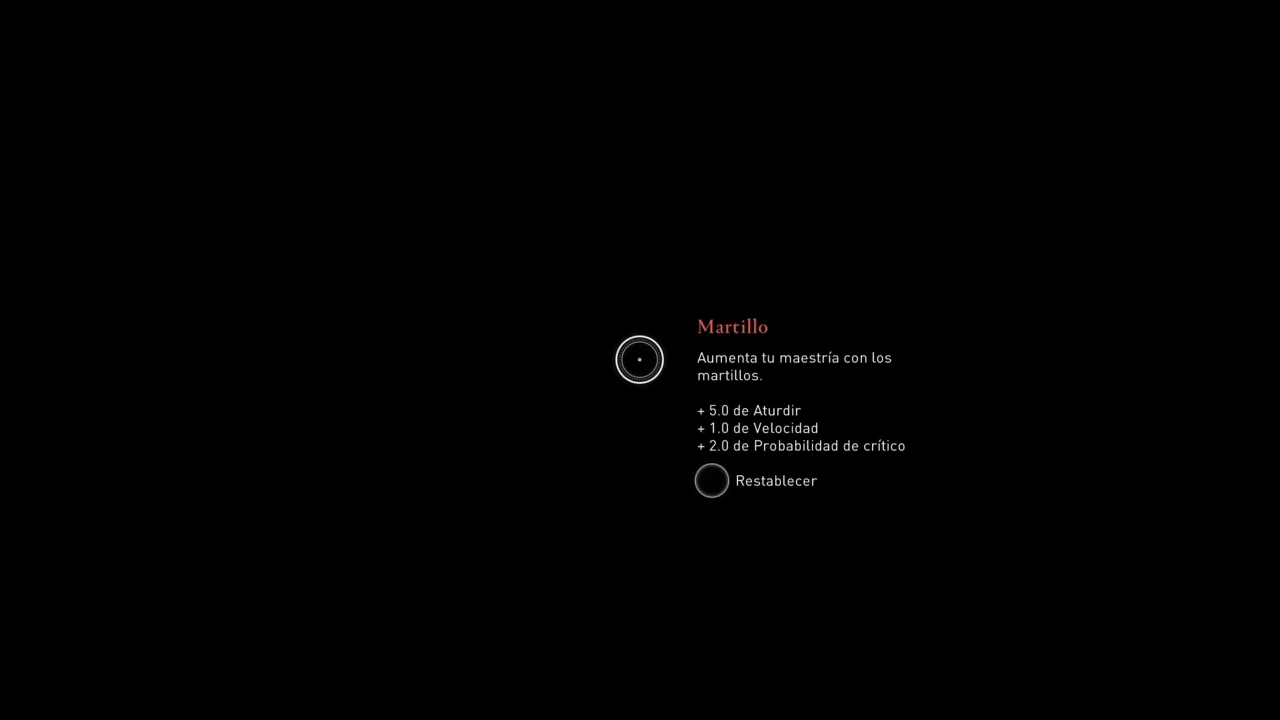 Martillo
Aumenta tu maestría con los
martillos.
+ 5.0 de Aturdir
+ 1.0 de Velocidad
+ 2.0 de Probabilidad de crítico
Restablecer